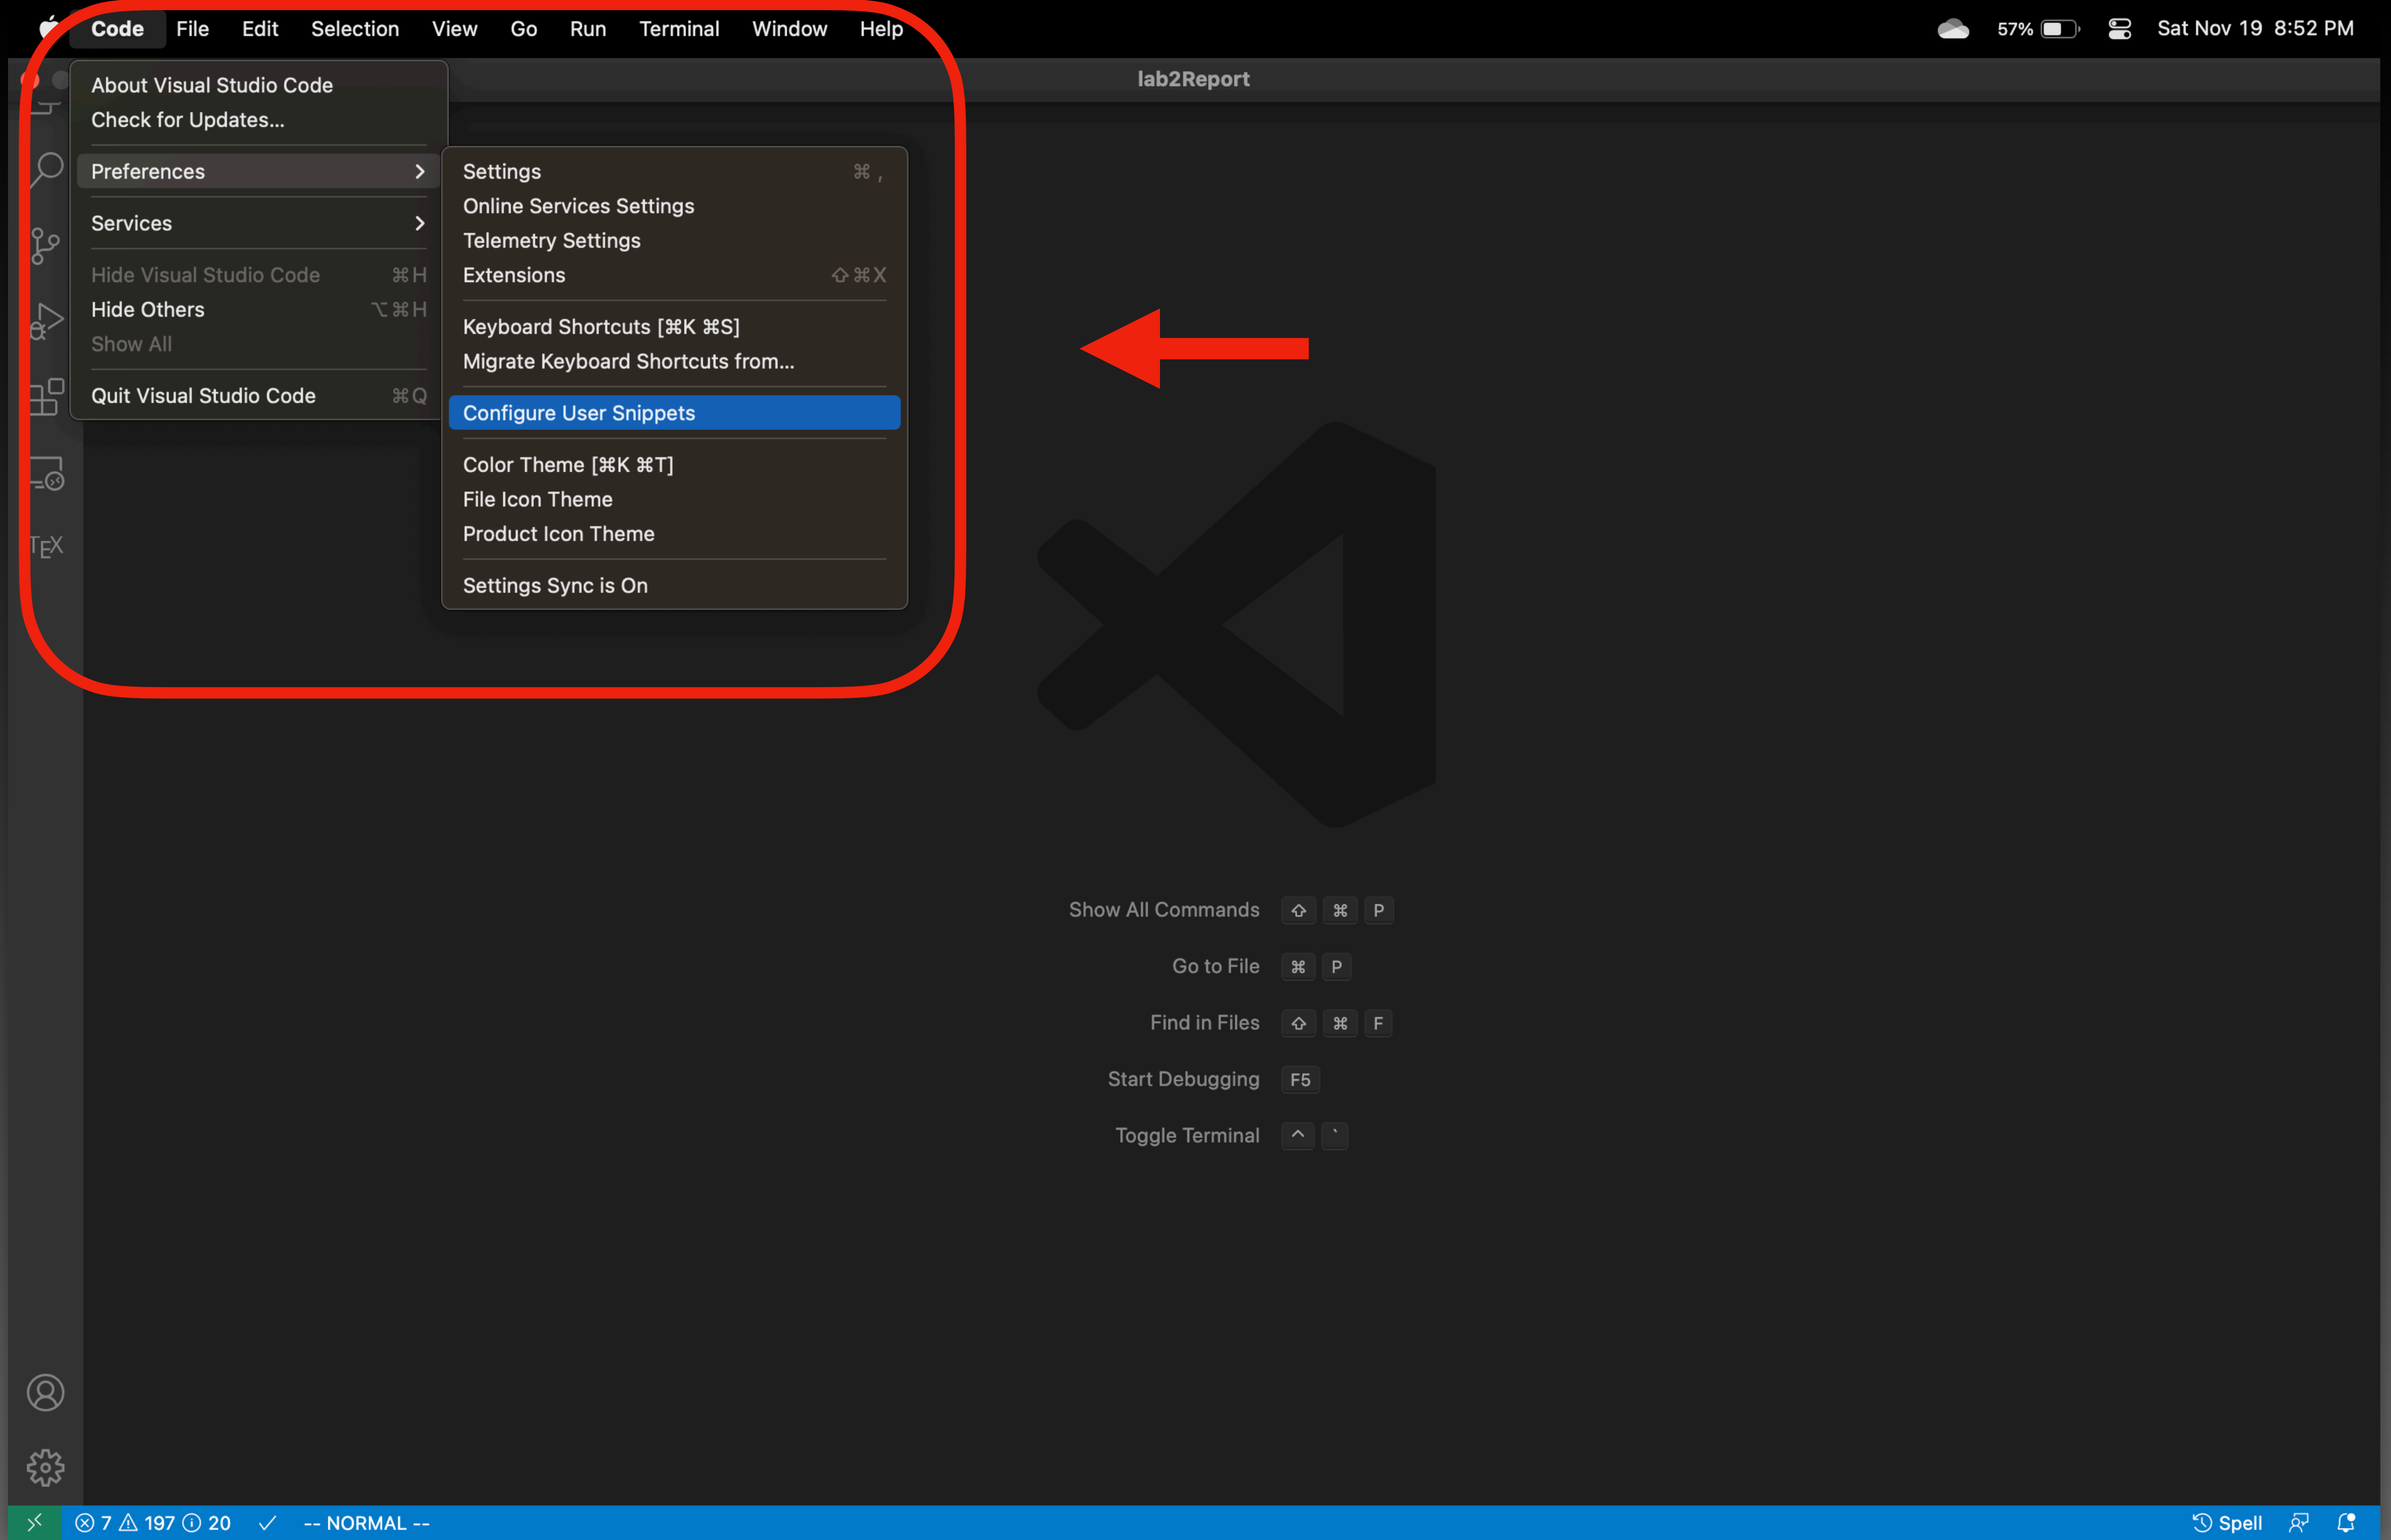 Code File Edit Selection View Go Run Terminal Window Help 57% Sat Nov 19 8:52 PM
lab2Report
About Visual Studio Code
Check for Updates...
Preferences
Services
Hide Visual Studio Code ⌘H
Hide Others ⌥⌘H
Show All
Quit Visual Studio Code ⌘Q
Settings ⌘,
Online Services Settings
Telemetry Settings
Extensions ⇧⌘X
Keyboard Shortcuts [⌘K ⌘S]
Migrate Keyboard Shortcuts from...
Configure User Snippets
Color Theme [⌘K ⌘T]
File Icon Theme
Product Icon Theme
Settings Sync is On
TEX
Show All Commands ⇧ ⌘ P
Go to File ⌘ P
Find in Files ⇧ ⌘ F
Start Debugging F5
Toggle Terminal ^ `
7 197 20 -- NORMAL -- Spell